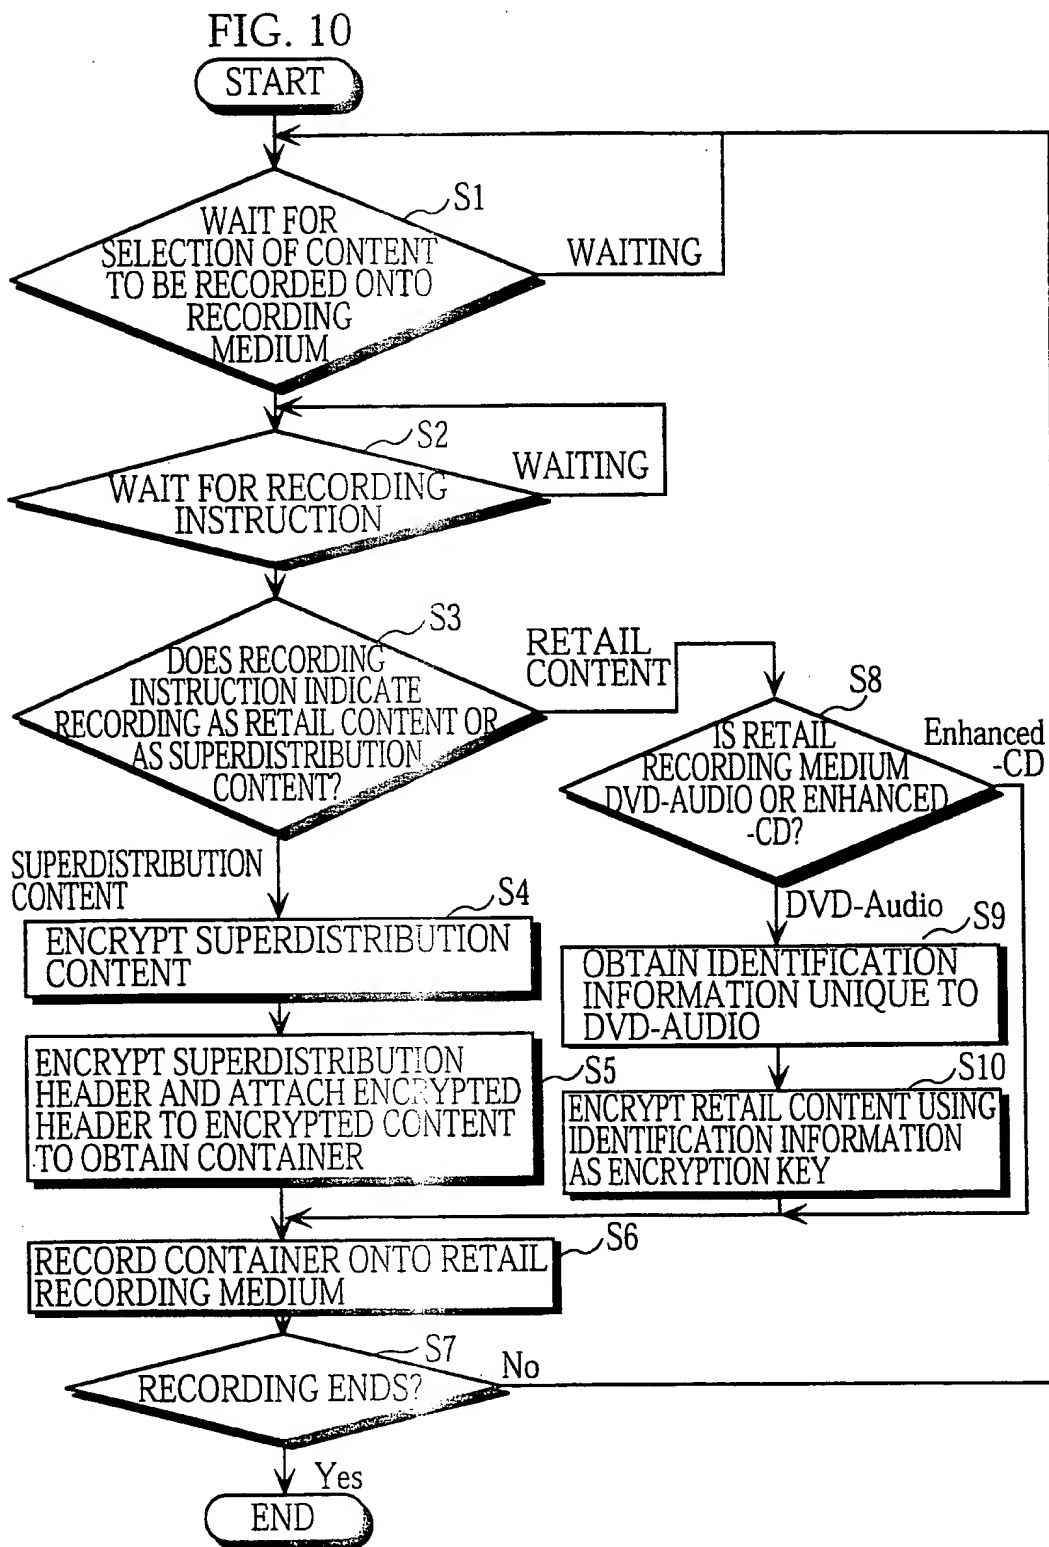 FIG. 10
START
S1
WAIT FOR
SELECTION OF CONTENT
TO BE RECORDED ONTO
RECORDING
MEDIUM
WAITING
S2
WAIT FOR RECORDING
INSTRUCTION
WAITING
S3
DOES RECORDING
INSTRUCTION INDICATE
RECORDING AS RETAIL CONTENT OR
AS SUPERDISTRIBUTION
CONTENT?
RETAIL
CONTENT
S8
IS RETAIL
RECORDING MEDIUM
DVD-AUDIO OR ENHANCED
-CD?
Enhanced
-CD
SUPERDISTRIBUTION
CONTENT
S4
ENCRYPT SUPERDISTRIBUTION
CONTENT
DVD-Audio
S9
OBTAIN IDENTIFICATION
INFORMATION UNIQUE TO
DVD-AUDIO
ENCRYPT SUPERDISTRIBUTION
HEADER AND ATTACH ENCRYPTED
HEADER TO ENCRYPTED CONTENT
TO OBTAIN CONTAINER
S5
S10
ENCRYPT RETAIL CONTENT USING
IDENTIFICATION INFORMATION
AS ENCRYPTION KEY
S6
RECORD CONTAINER ONTO RETAIL
RECORDING MEDIUM
S7
RECORDING ENDS?
No
Yes
END